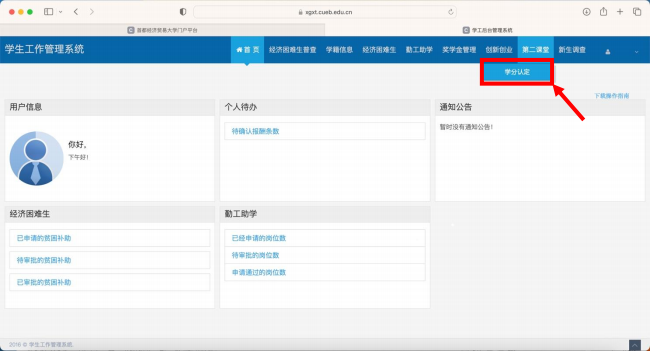 xgxt.cueb.edu.cn
首都经济贸易大学门户平台
学工后台管理系统
学生工作管理系统
首 页
经济困难生普查
学籍信息
经济困难生
勤工助学
奖学金管理
创新创业
第二课堂
新生调查
学分认定
下载操作指南
用户信息
个人待办
通知公告
你好,
下午好!
待确认报酬条数
暂时没有通知公告!
经济困难生
勤工助学
已申请的贫困补助
待审批的贫困补助
已审批的贫困补助
已经申请的岗位数
待审批的岗位数
申请通过的岗位数
2016 © 学生工作管理系统.